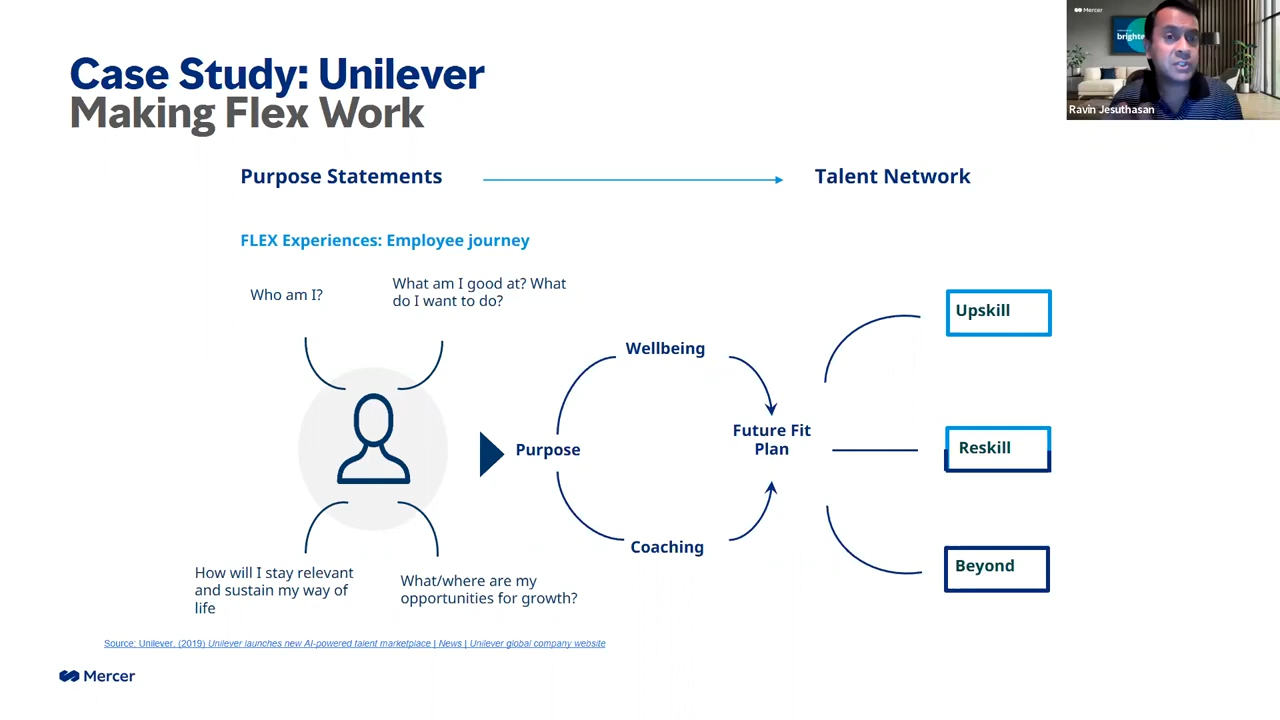 Case Study: Unilever
Making Flex Work
Mercer
brighte
Ravin Jesuthasan
Purpose Statements
Talent Network
FLEX Experiences: Employee journey
Who am I?
What am I good at? What
do I want to do?
Upskill
Wellbeing
Future Fit
Plan
Purpose
Reskill
Coaching
Beyond
How will I stay relevant
and sustain my way of
life
What/where are my
opportunities for growth?
Source: Unilever. (2019) Unilever launches new AI-powered talent marketplace | News | Unilever global company website
Mercer